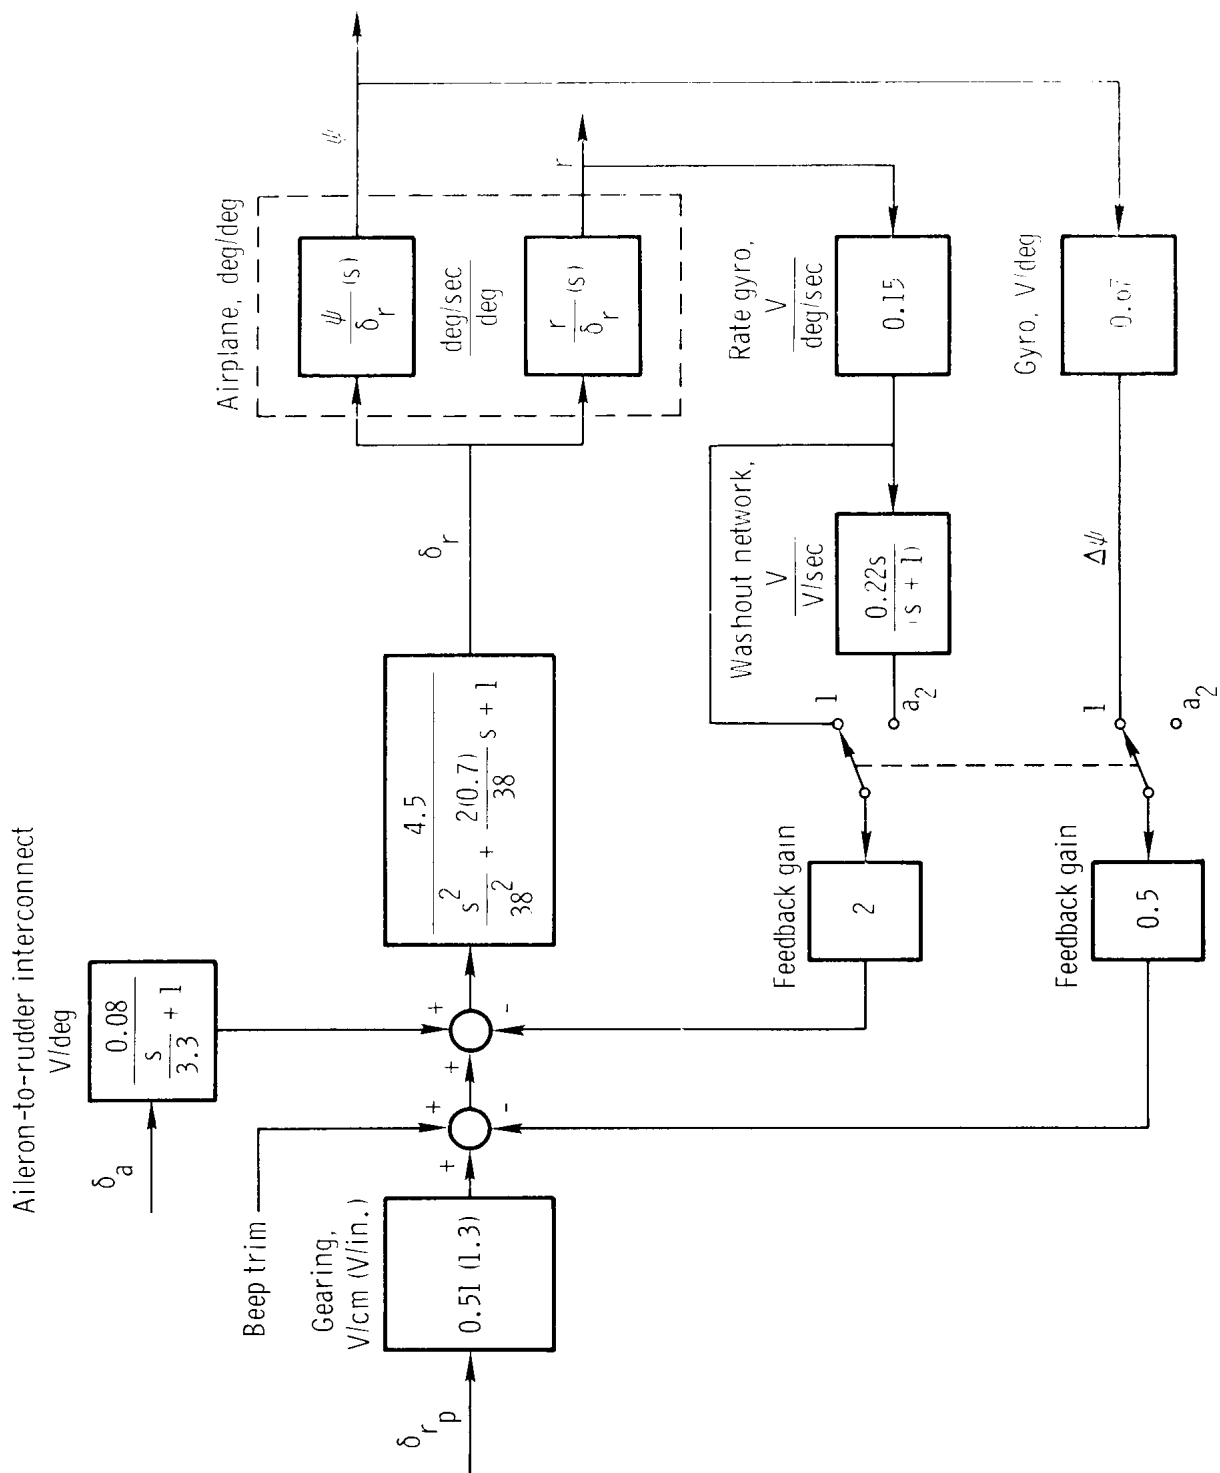 Aileron-to-rudder interconnect
V/deg
δa
0.08
s
3.3 + 1
Beep trim
Gearing,
V/cm (V/in.)
δrp
0.51 (1.3)
+
+
-
+
+
-
4.5
s² / 38² + 2(0.7) / 38 s + 1
δr
Airplane, deg/deg
ψ / δr (s)
deg/sec
deg
r / δr (s)
ψ
r
Feedback gain
2
1
a2
Washout network,
V
V/sec
0.22s
(s + 1)
Rate gyro,
V
deg/sec
0.15
Feedback gain
0.5
1
a2
Δψ
Gyro, V/deg